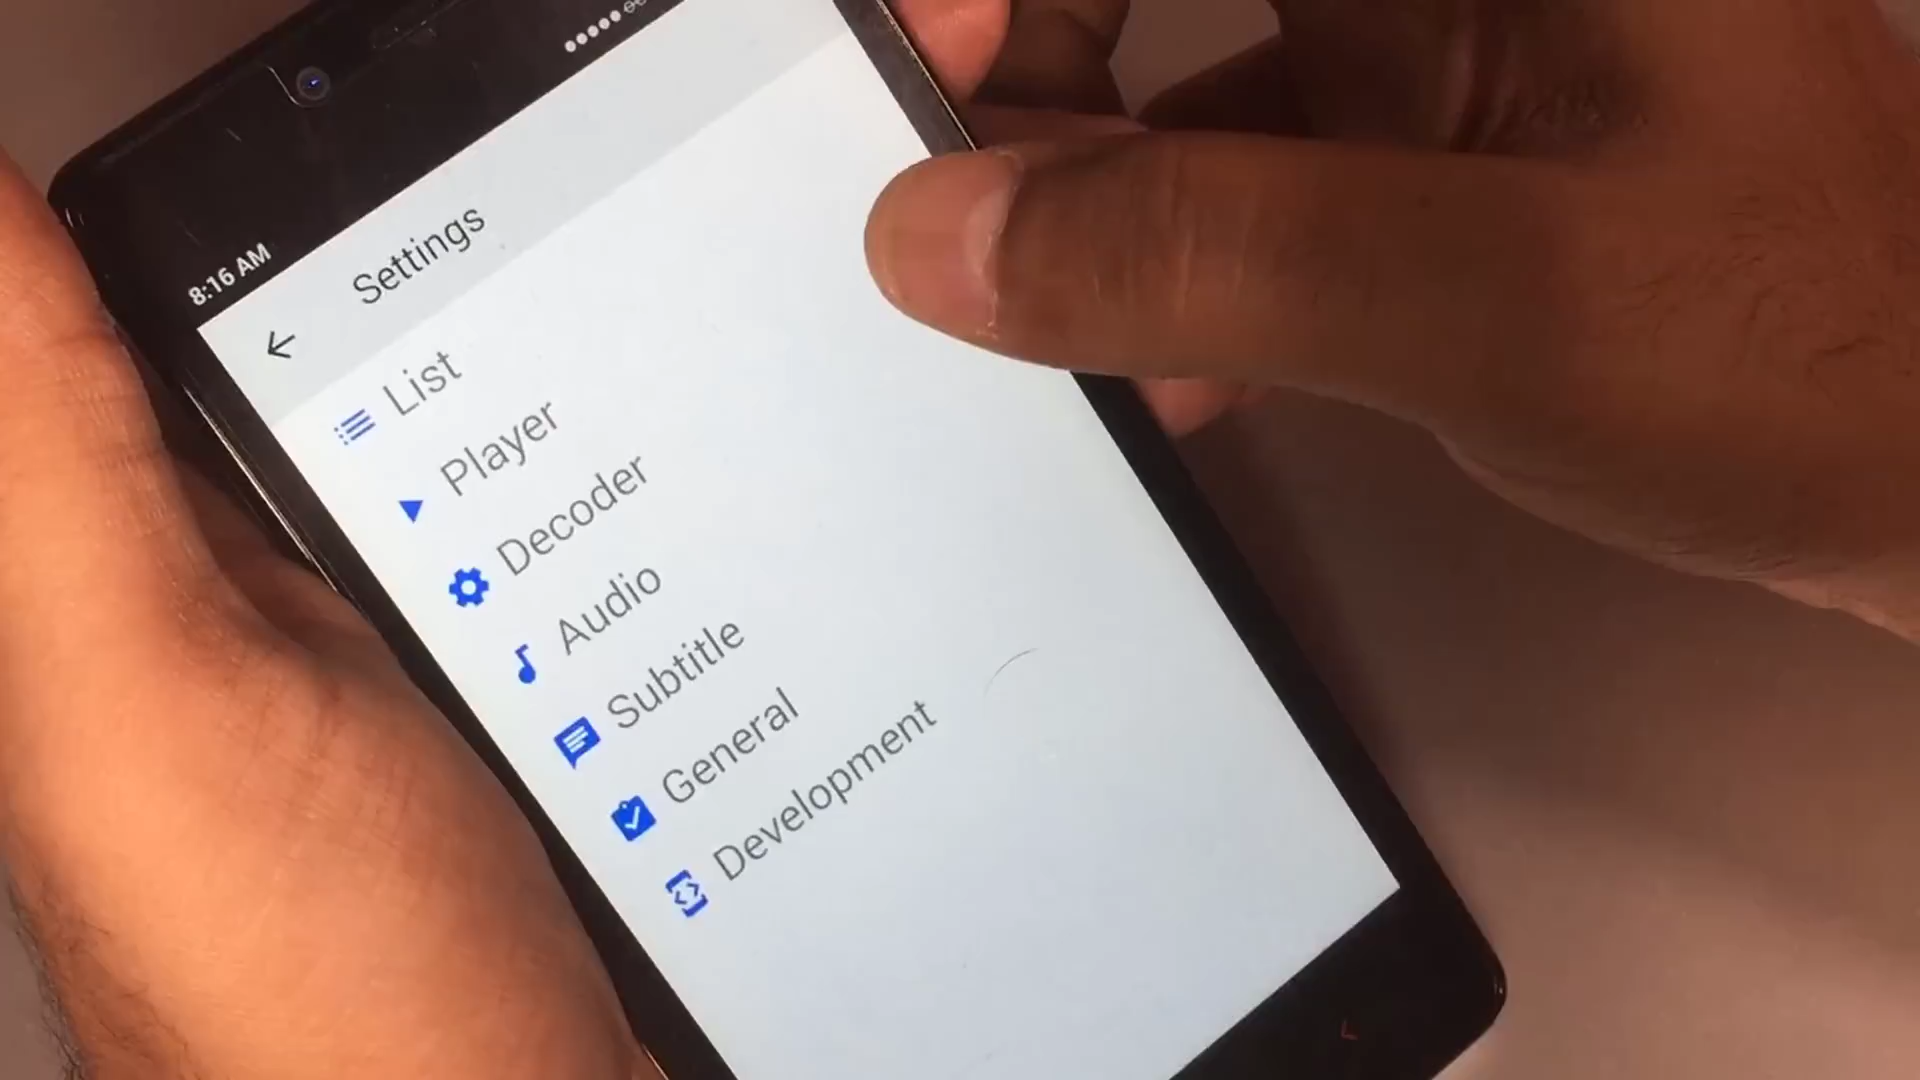 8:16 AM
Settings
List
Player
Decoder
Audio
Subtitle
General
Development